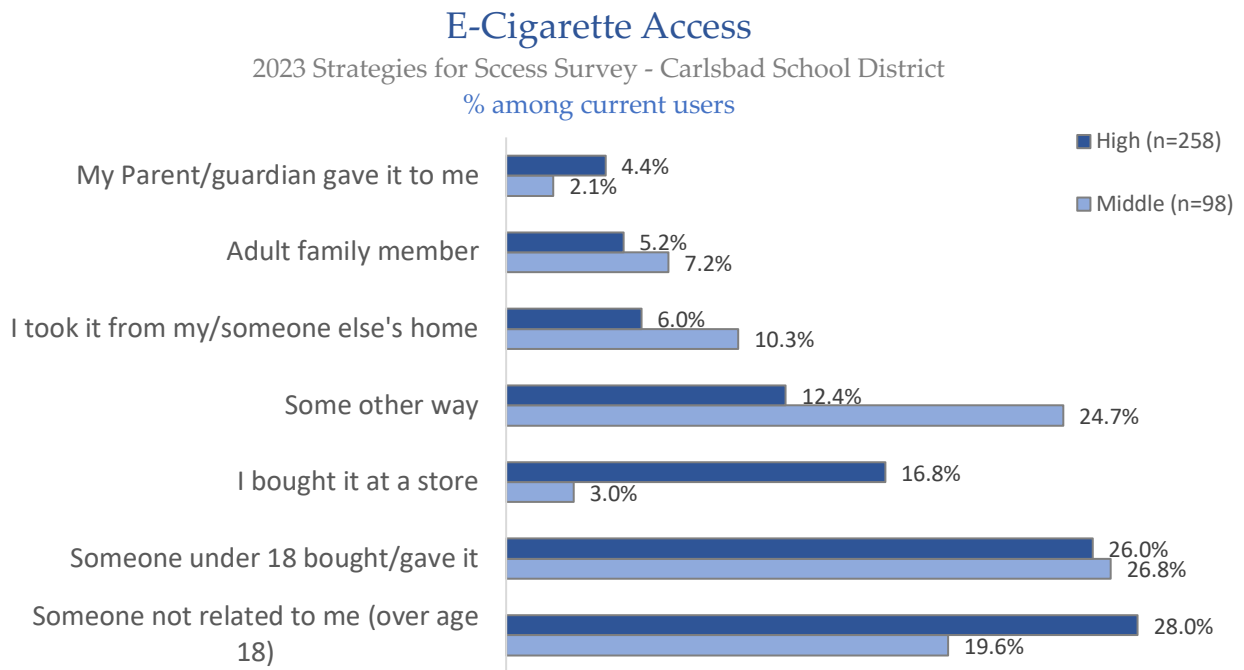 E-Cigarette Access
2023 Strategies for Sccess Survey - Carlsbad School District
% among current users
High (n=258)
Middle (n=98)
My Parent/guardian gave it to me
4.4%
2.1%
Adult family member
5.2%
7.2%
I took it from my/someone else's home
6.0%
10.3%
Some other way
12.4%
24.7%
I bought it at a store
16.8%
3.0%
Someone under 18 bought/gave it
26.0%
26.8%
Someone not related to me (over age
18)
28.0%
19.6%